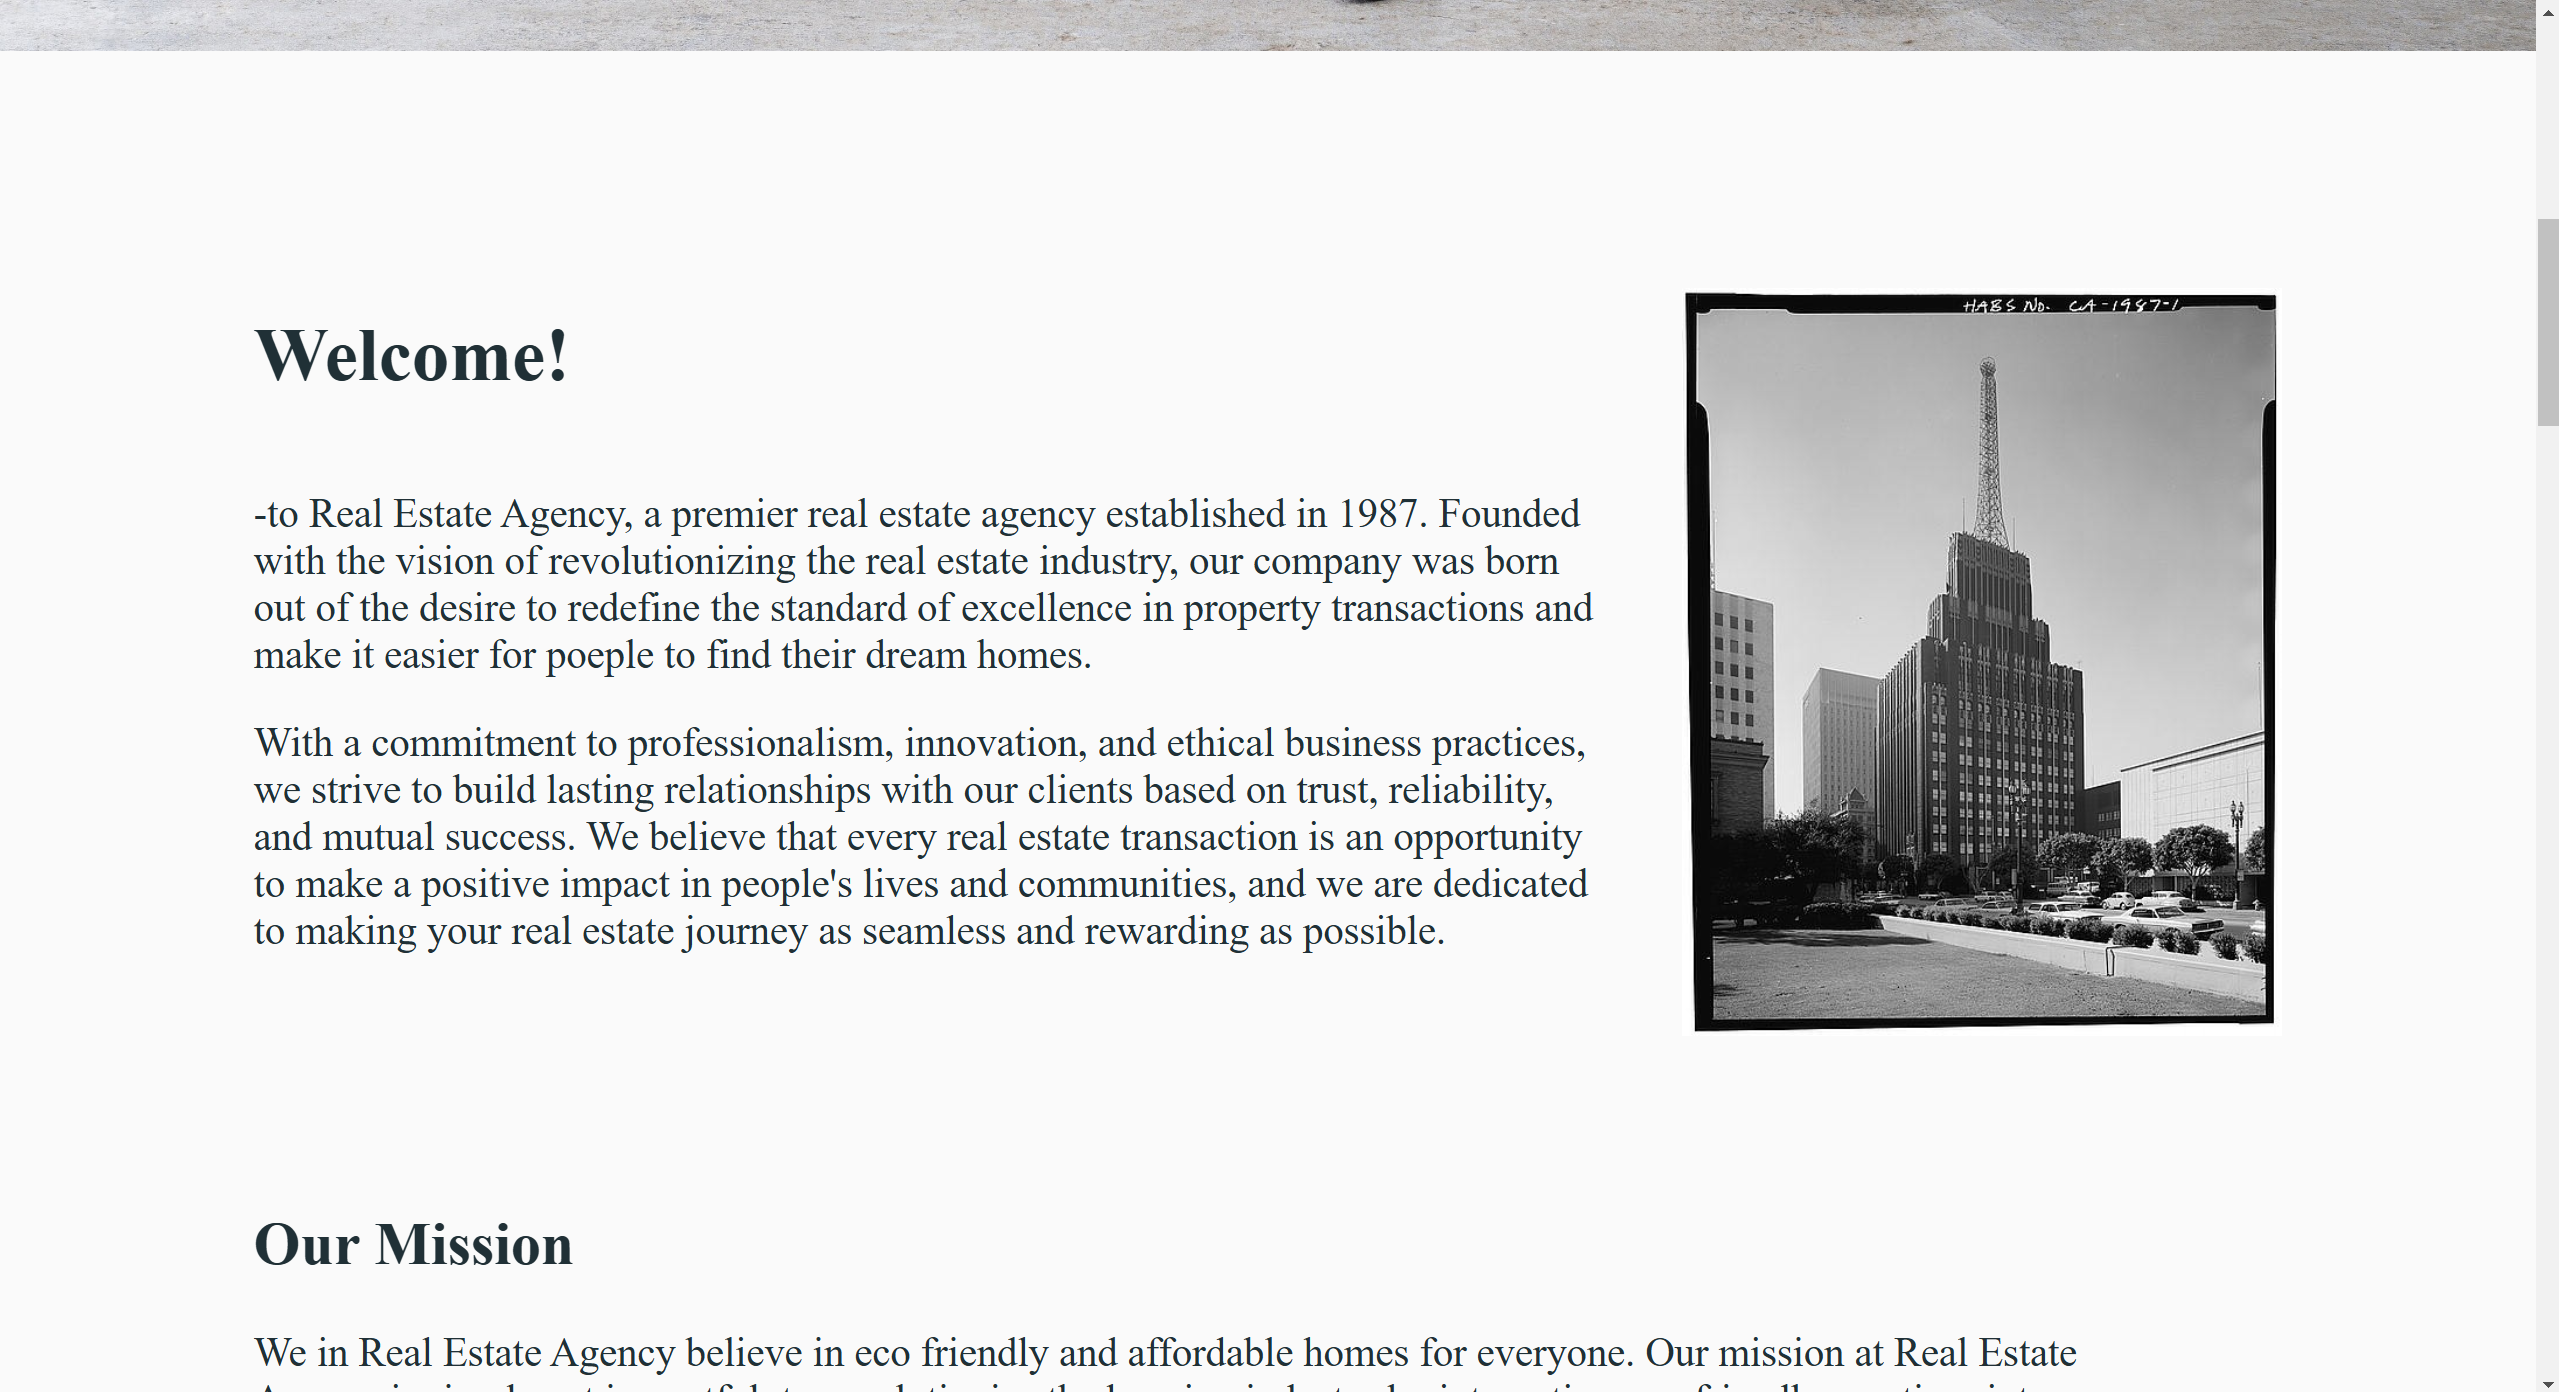 HABS No. CA-1987-1
Welcome!
-to Real Estate Agency, a premier real estate agency established in 1987. Founded
with the vision of revolutionizing the real estate industry, our company was born
out of the desire to redefine the standard of excellence in property transactions and
make it easier for poeple to find their dream homes.
With a commitment to professionalism, innovation, and ethical business practices,
we strive to build lasting relationships with our clients based on trust, reliability,
and mutual success. We believe that every real estate transaction is an opportunity
to make a positive impact in people's lives and communities, and we are dedicated
to making your real estate journey as seamless and rewarding as possible.
Our Mission
We in Real Estate Agency believe in eco friendly and affordable homes for everyone. Our mission at Real Estate